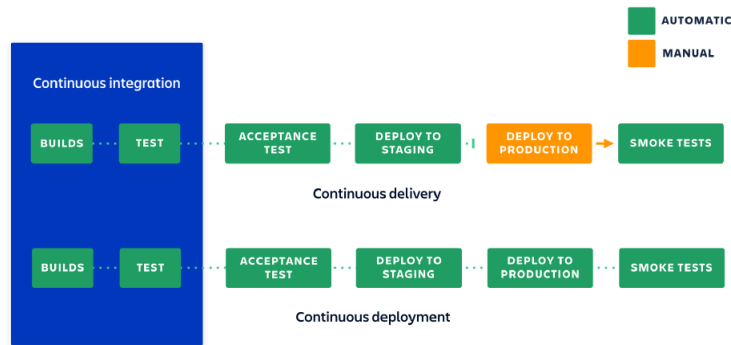 AUTOMATIC
MANUAL
Continuous integration
BUILDS
TEST
ACCEPTANCE
TEST
DEPLOY TO
STAGING
DEPLOY TO
PRODUCTION
SMOKE TESTS
Continuous delivery
BUILDS
TEST
ACCEPTANCE
TEST
DEPLOY TO
STAGING
DEPLOY TO
PRODUCTION
SMOKE TESTS
Continuous deployment